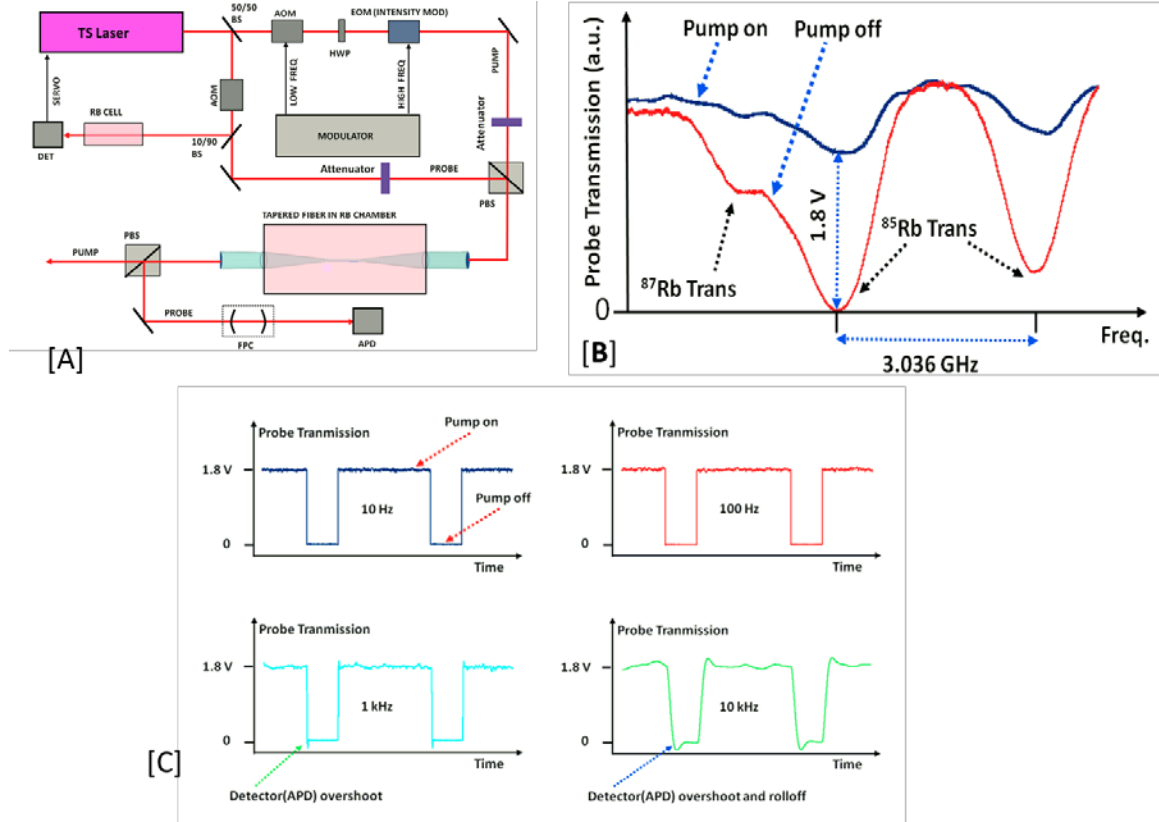 50/50
BS
AOM
EOM (INTENSITY MOD)
TS Laser
HWP
PUMP
SERVO
AOM
LOW FREQ
HIGH FREQ
RB CELL
MODULATOR
Attenuator
DET
10/90
BS
Attenuator
PROBE
PBS
TAPERED FIBER IN RB CHAMBER
PBS
PUMP
PROBE
FPC
APD
[A]
Probe Transmission (a.u.)
Pump on
Pump off
1.8 V
87Rb Trans
85Rb Trans
0
Freq.
[B]
3.036 GHz
Probe Tranmission
Pump on
1.8 V
Pump off
10 Hz
0
Time
Probe Tranmission
1.8 V
100 Hz
0
Time
Probe Tranmission
1.8 V
1 kHz
0
Time
Detector(APD) overshoot
Probe Tranmission
1.8 V
10 kHz
0
Time
Detector(APD) overshoot and rolloff
[C]